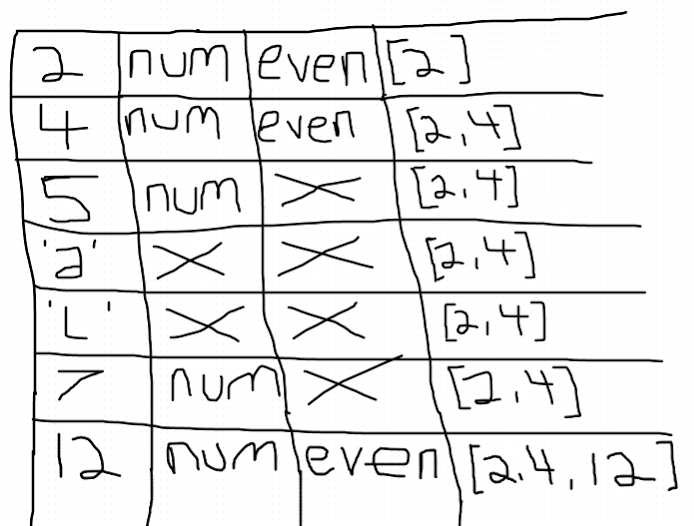 2 num even [2]
4 num even [2,4]
5 num X [2,4]
'a' X X [2,4]
'L' X X [2,4]
7 num X [2,4]
12 num even [2,4,12]